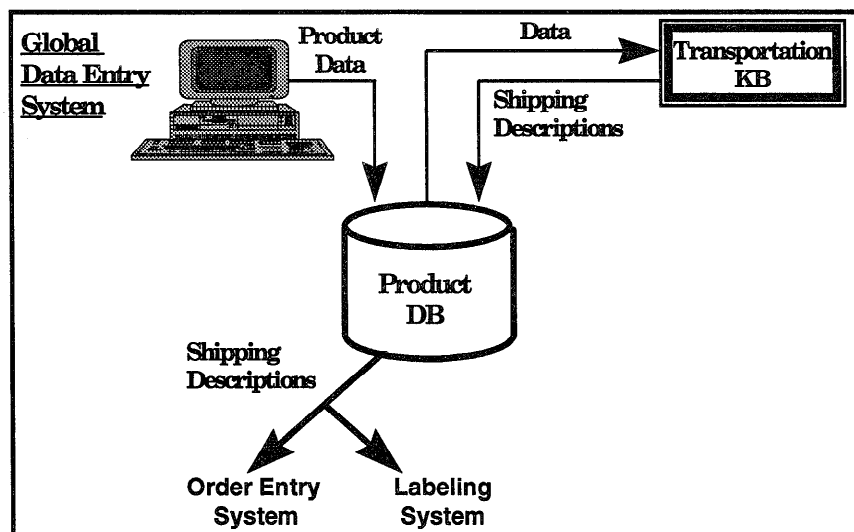 Global
Data Entry
System
Product
Data
Data
Transportation
KB
Shipping
Descriptions
Product
DB
Shipping
Descriptions
Order Entry
System
Labeling
System